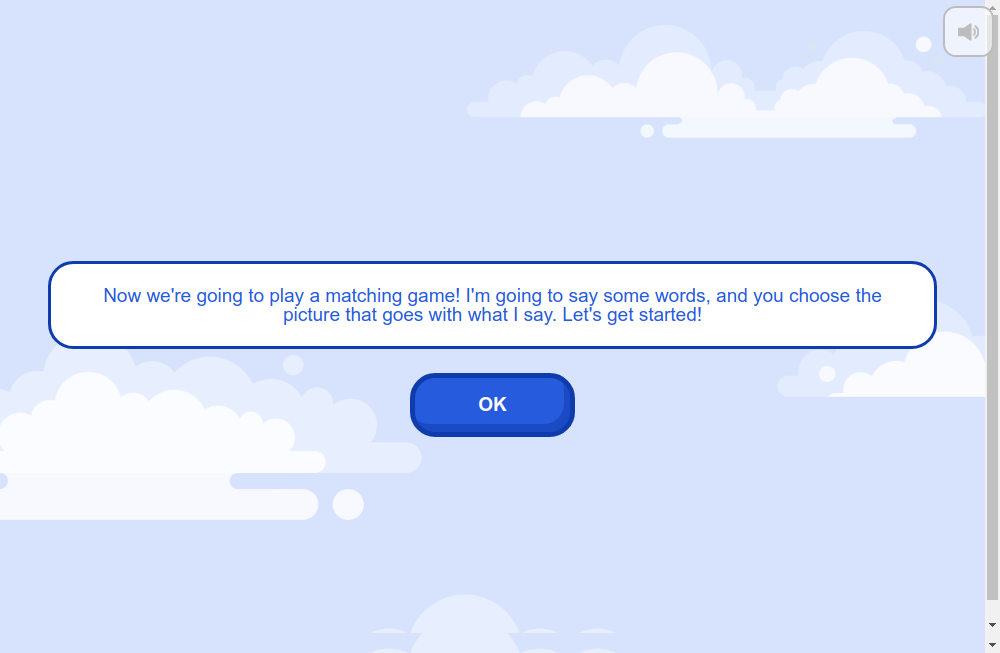 Now we're going to play a matching game! I'm going to say some words, and you choose the
picture that goes with what I say. Let's get started!
OK